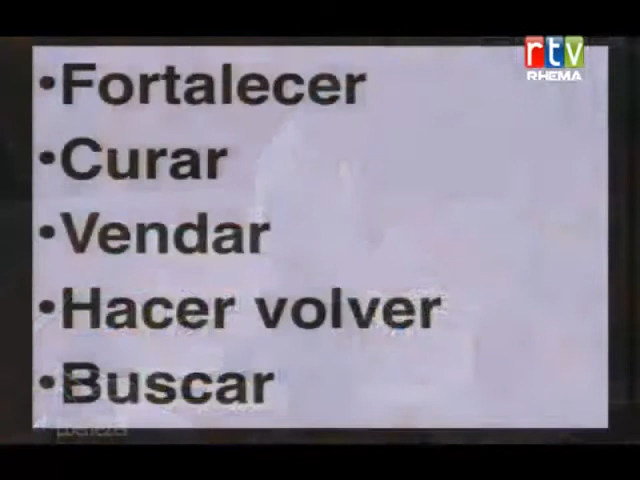 rtv
RHEMA
•Fortalecer
•Curar
•Vendar
•Hacer volver
•Buscar